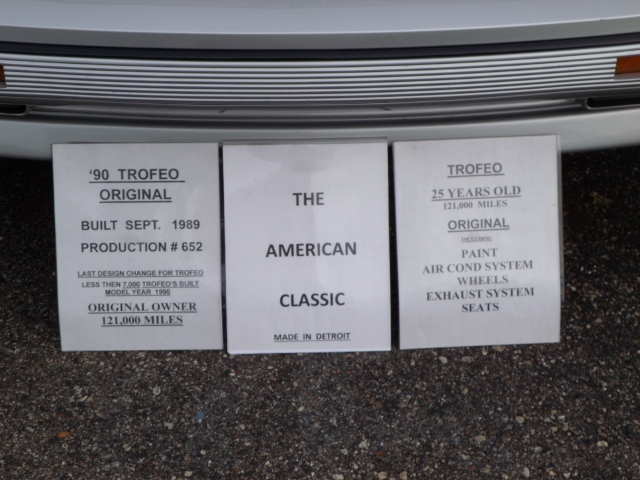 '90 TROFEO
ORIGINAL
BUILT SEPT. 1989
PRODUCTION # 652
LAST DESIGN CHANGE FOR TROFEO
LESS THEN 7,000 TROFEO'S BUILT
MODEL YEAR 1990
ORIGINAL OWNER
121,000 MILES
THE
AMERICAN
CLASSIC
MADE IN DETROIT
TROFEO
25 YEARS OLD
121,000 MILES
ORIGINAL
INCLUDING
PAINT
AIR COND SYSTEM
WHEELS
EXHAUST SYSTEM
SEATS